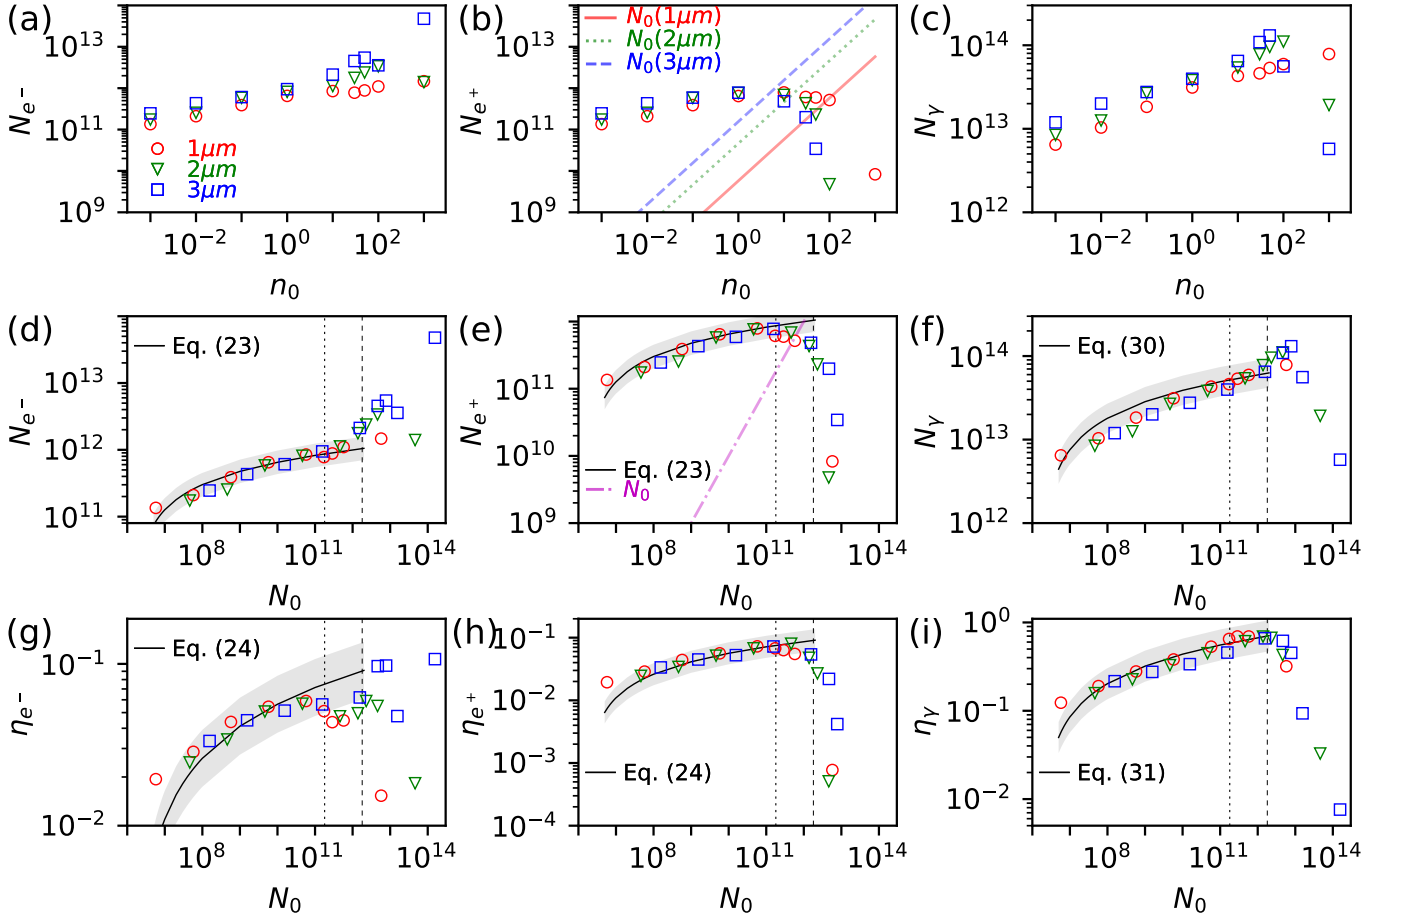 (a)
10^13
10^11
10^9
N_e^-
1μm
2μm
3μm
10^-2
10^0
10^2
n_0
(b)
10^13
10^11
10^9
N_e^+
N_0(1μm)
N_0(2μm)
N_0(3μm)
10^-2
10^0
10^2
n_0
(c)
10^14
10^13
10^12
N_γ
10^-2
10^0
10^2
n_0
(d)
10^13
10^12
10^11
N_e^-
Eq. (23)
10^8
10^11
10^14
N_0
(e)
10^11
10^10
10^9
N_e^+
Eq. (23)
N_0
10^8
10^11
10^14
N_0
(f)
10^14
10^13
10^12
N_γ
Eq. (30)
10^8
10^11
10^14
N_0
(g)
10^-1
10^-2
η_e^-
Eq. (24)
10^8
10^11
10^14
N_0
(h)
10^-1
10^-2
10^-3
10^-4
η_e^+
Eq. (24)
10^8
10^11
10^14
N_0
(i)
10^0
10^-1
10^-2
η_γ
Eq. (31)
10^8
10^11
10^14
N_0